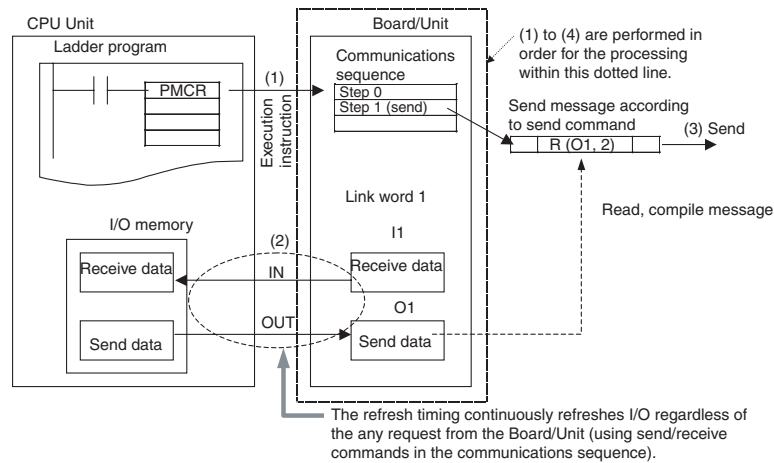 CPU Unit
Ladder program
PMCR
(1)
Execution
instruction
Board/Unit
Communications
sequence
Step 0
Step 1 (send)
(1) to (4) are performed in
order for the processing
within this dotted line.
Send message according
to send command
R (O1, 2)
(3) Send
Link word 1
Read, compile message
I/O memory
(2)
I1
Receive data
IN
Receive data
O1
Send data
OUT
Send data
The refresh timing continuously refreshes I/O regardless of
the any request from the Board/Unit (using send/receive
commands in the communications sequence).